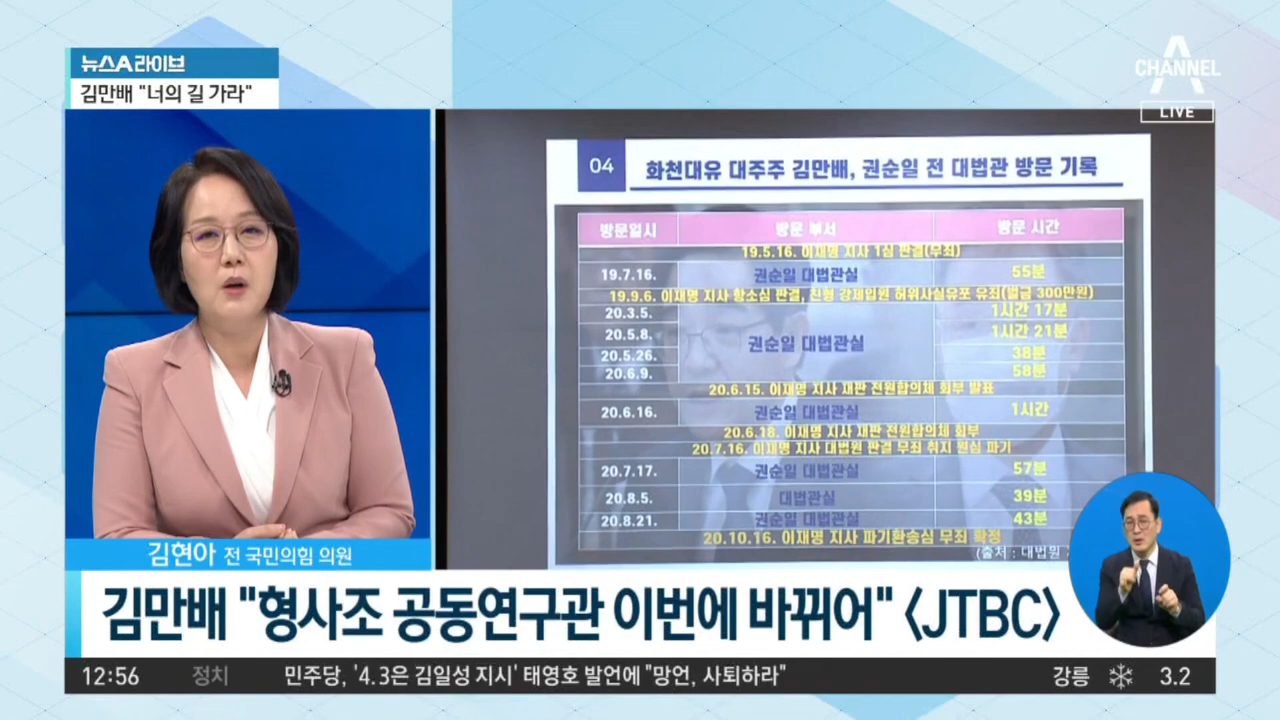 뉴스A 라이브
김만배 "너의 길 가라"
CHANNEL A
LIVE
04
화천대유 대주주 김만배, 권순일 전 대법관 방문 기록
방문일시 방문 부서 방문 시간
19.5.16. 이재명 지사 1심 판결(무죄)
19.7.16. 권순일 대법관실 55분
19.9.6. 이재명 지사 항소심 판결, 친형 강제입원 허위사실유포 유죄(벌금 300만원)
20.3.5. 1시간 17분
20.5.8. 1시간 21분
권순일 대법관실
20.5.26. 38분
20.6.9. 58분
20.6.15. 이재명 지사 재판 전원합의체 회부 발표
20.6.16. 권순일 대법관실 1시간
20.6.18. 이재명 지사 재판 전원합의체 회부
20.7.16. 이재명 지사 대법원 판결 무죄 취지 원심 파기
20.7.17. 권순일 대법관실 57분
20.8.5. 대법관실 39분
20.8.21. 권순일 대법관실 43분
20.10.16. 이재명 지사 파기환송심 무죄 확정
(출처 : 대법원
김현아 전 국민의힘 의원
김만배 "형사조 공동연구관 이번에 바뀌어" 〈JTBC〉
12:56 정치 민주당, '4.3은 김일성 지시' 태영호 발언에 "망언, 사퇴하라" 강릉 3.2